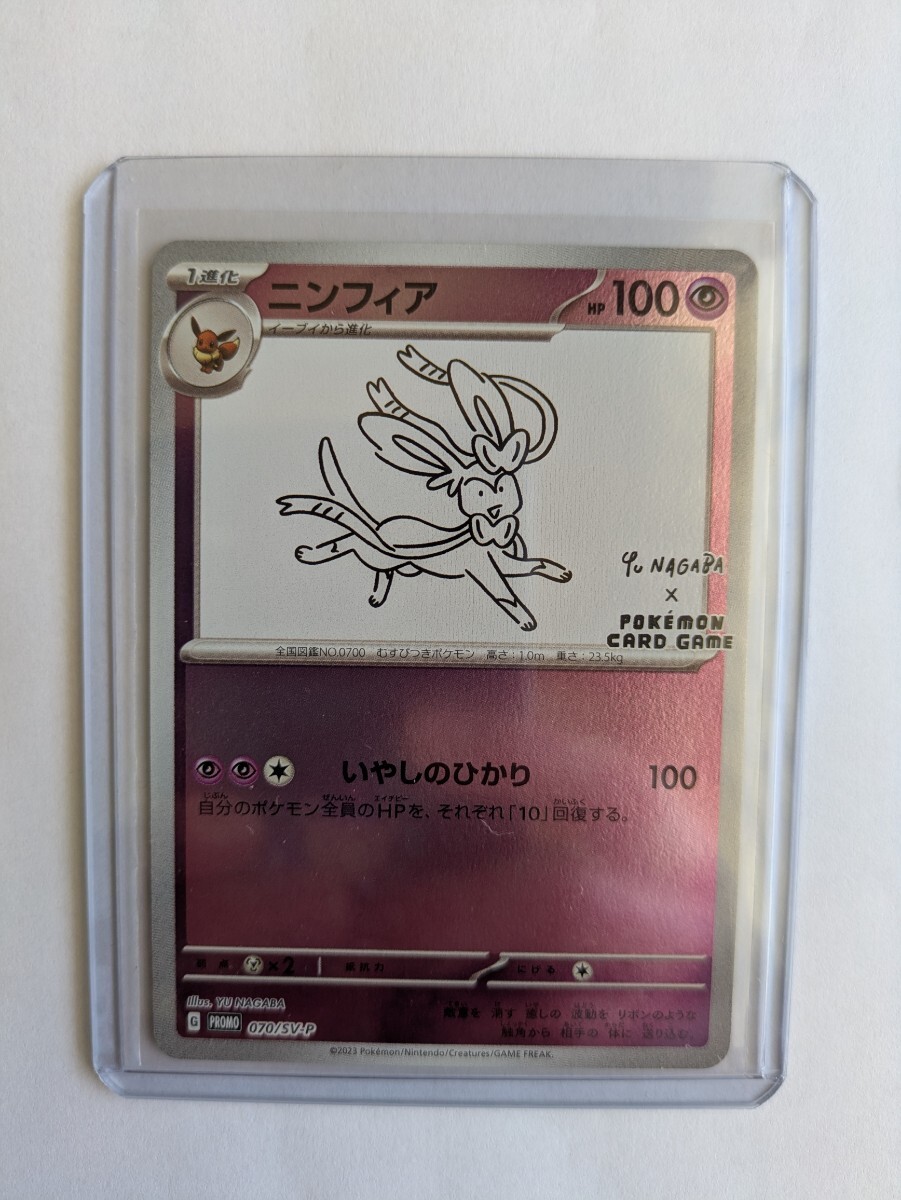 1進化
ニンフィア
HP 100
イーブイから進化
Yu NAGABA
×
POKÉMON
CARD GAME
全国図鑑NO.0700 むすびつきポケモン 高さ:1.0m 重さ:23.5kg
いやしのひかり 100
自分のポケモン全員のHPを、それぞれ「10」回復する。
弱点 ×2 抵抗力 にげる
Illus. YU NAGABA
敵意を 消す 癒しの 波動を リボンのような
触角から 相手の 体に 送り込む。
G PROMO 070/SV-P
©2023 Pokémon/Nintendo/Creatures/GAME FREAK.